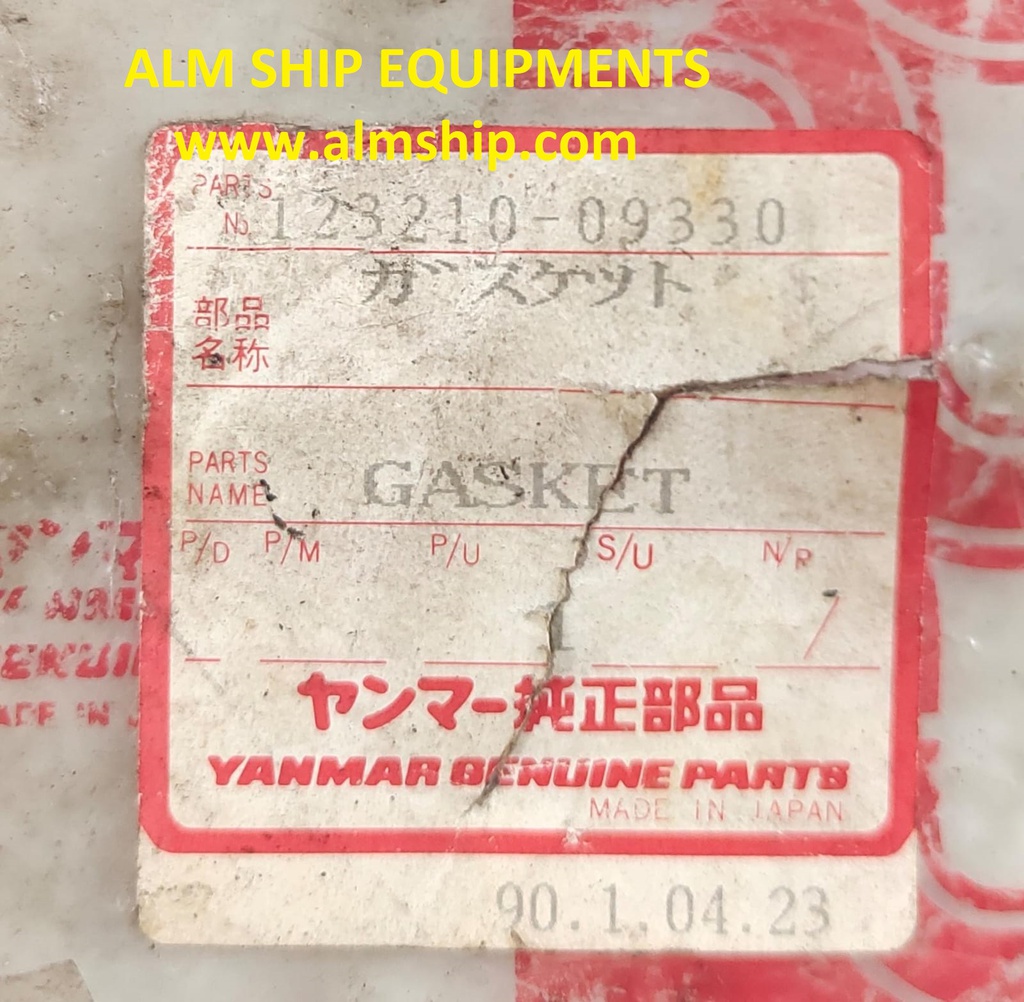 ALM SHIP EQUIPMENTS
www.almship.com
PARTS
No. 123210-09330
ガスケット
部品
名称
PARTS
NAME GASKET
P/D P/M P/U S/U N/R
1
ヤンマー純正部品
YANMAR GENUINE PARTS
MADE IN JAPAN
90.1.04.23